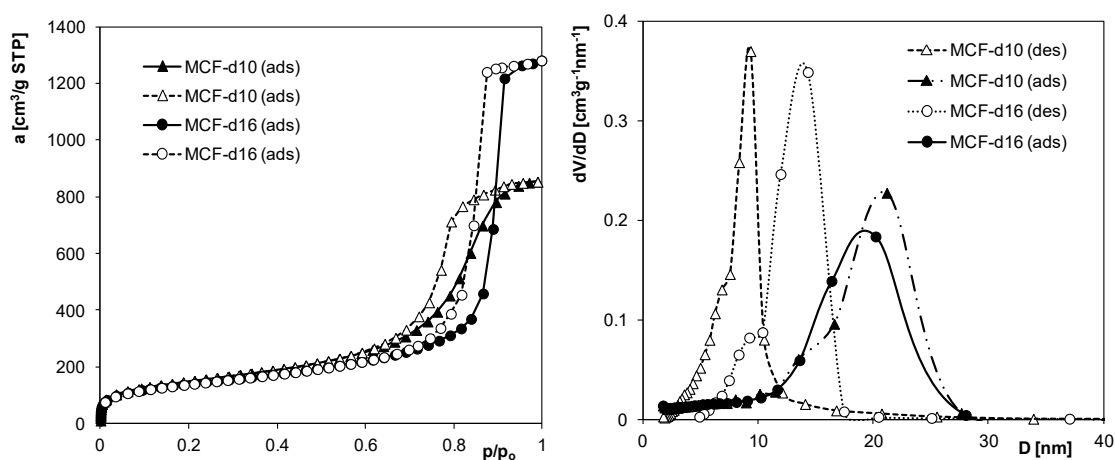 a [cm³/g STP]
1400
1200
1000
800
600
400
200
0
MCF-d10 (ads)
MCF-d10 (ads)
MCF-d16 (ads)
MCF-d16 (ads)
0
0.2
0.4
0.6
0.8
1
p/pₒ
dV/dD [cm³g⁻¹nm⁻¹]
0.4
0.3
0.2
0.1
0
MCF-d10 (des)
MCF-d10 (ads)
MCF-d16 (des)
MCF-d16 (ads)
0
10
20
30
40
D [nm]